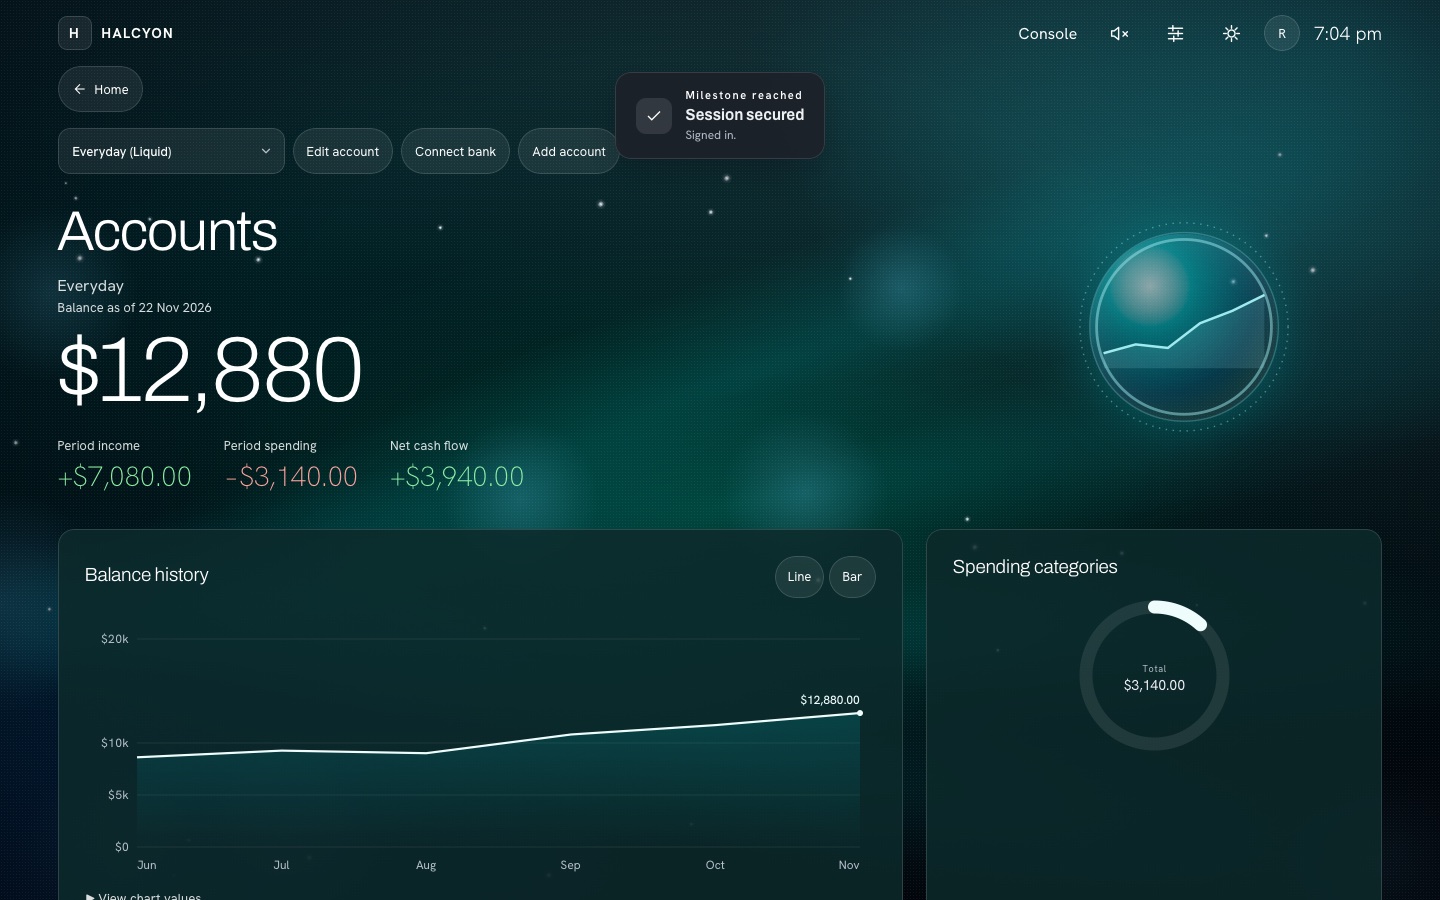 H HALCYON
Console
R
7:04 pm
Home
Milestone reached
Session secured
Signed in.
Everyday (Liquid)
Edit account
Connect bank
Add account
Accounts
Everyday
Balance as of 22 Nov 2026
$12,880
Period income
Period spending
Net cash flow
+$7,080.00
−$3,140.00
+$3,940.00
Balance history
Line
Bar
$20k
$12,880.00
$10k
$5k
$0
Jun
Jul
Aug
Sep
Oct
Nov
View chart values
Spending categories
Total
$3,140.00